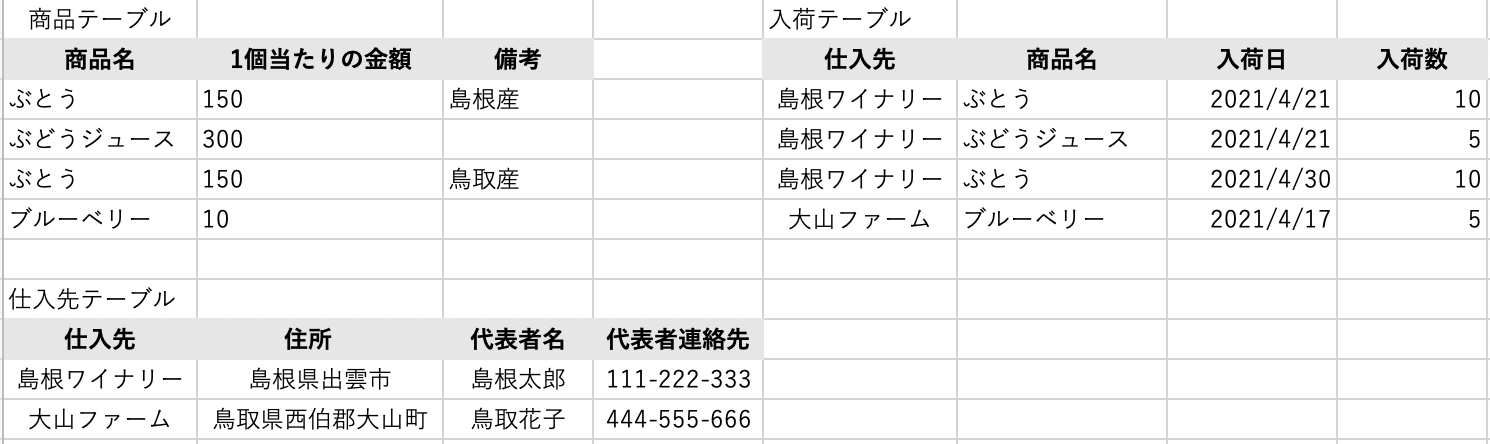 商品テーブル
商品名 1個当たりの金額 備考
ぶとう 150 島根産
ぶどうジュース 300
ぶとう 150 鳥取産
ブルーベリー 10
入荷テーブル
仕入先 商品名 入荷日 入荷数
島根ワイナリー ぶとう 2021/4/21 10
島根ワイナリー ぶどうジュース 2021/4/21 5
島根ワイナリー ぶとう 2021/4/30 10
大山ファーム ブルーベリー 2021/4/17 5
仕入先テーブル
仕入先 住所 代表者名 代表者連絡先
島根ワイナリー 島根県出雲市 島根太郎 111-222-333
大山ファーム 鳥取県西伯郡大山町 鳥取花子 444-555-666